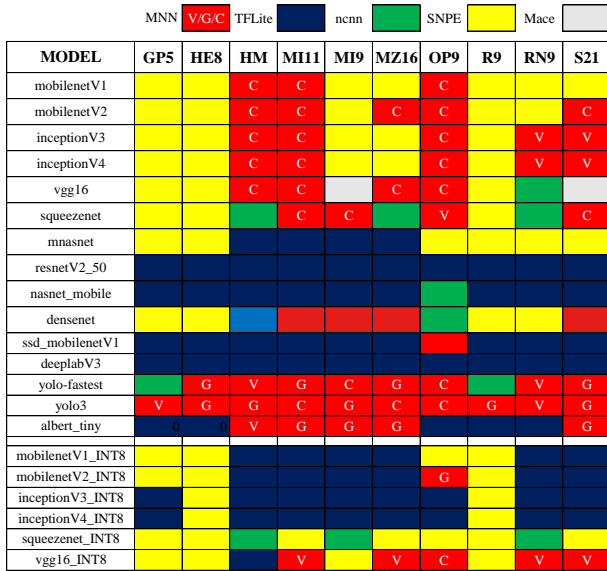 MNN V/G/C TFLite ncnn SNPE Mace
MODEL GP5 HE8 HM MI11 MI9 MZ16 OP9 R9 RN9 S21
mobilenetV1 C C C
mobilenetV2 C C C C C
inceptionV3 C C C V V
inceptionV4 C C C V V
vgg16 C C C C
squeezenet C C V C
mnasnet
resnetV2_50
nasnet_mobile
densenet
ssd_mobilenetV1
deeplabV3
yolo-fastest G V G C G C V G
yolo3 V G G C G C C G V G
albert_tiny 0 0 V G G G G
mobilenetV1_INT8
mobilenetV2_INT8 G
inceptionV3_INT8
inceptionV4_INT8
squeezenet_INT8
vgg16_INT8 V V C V V